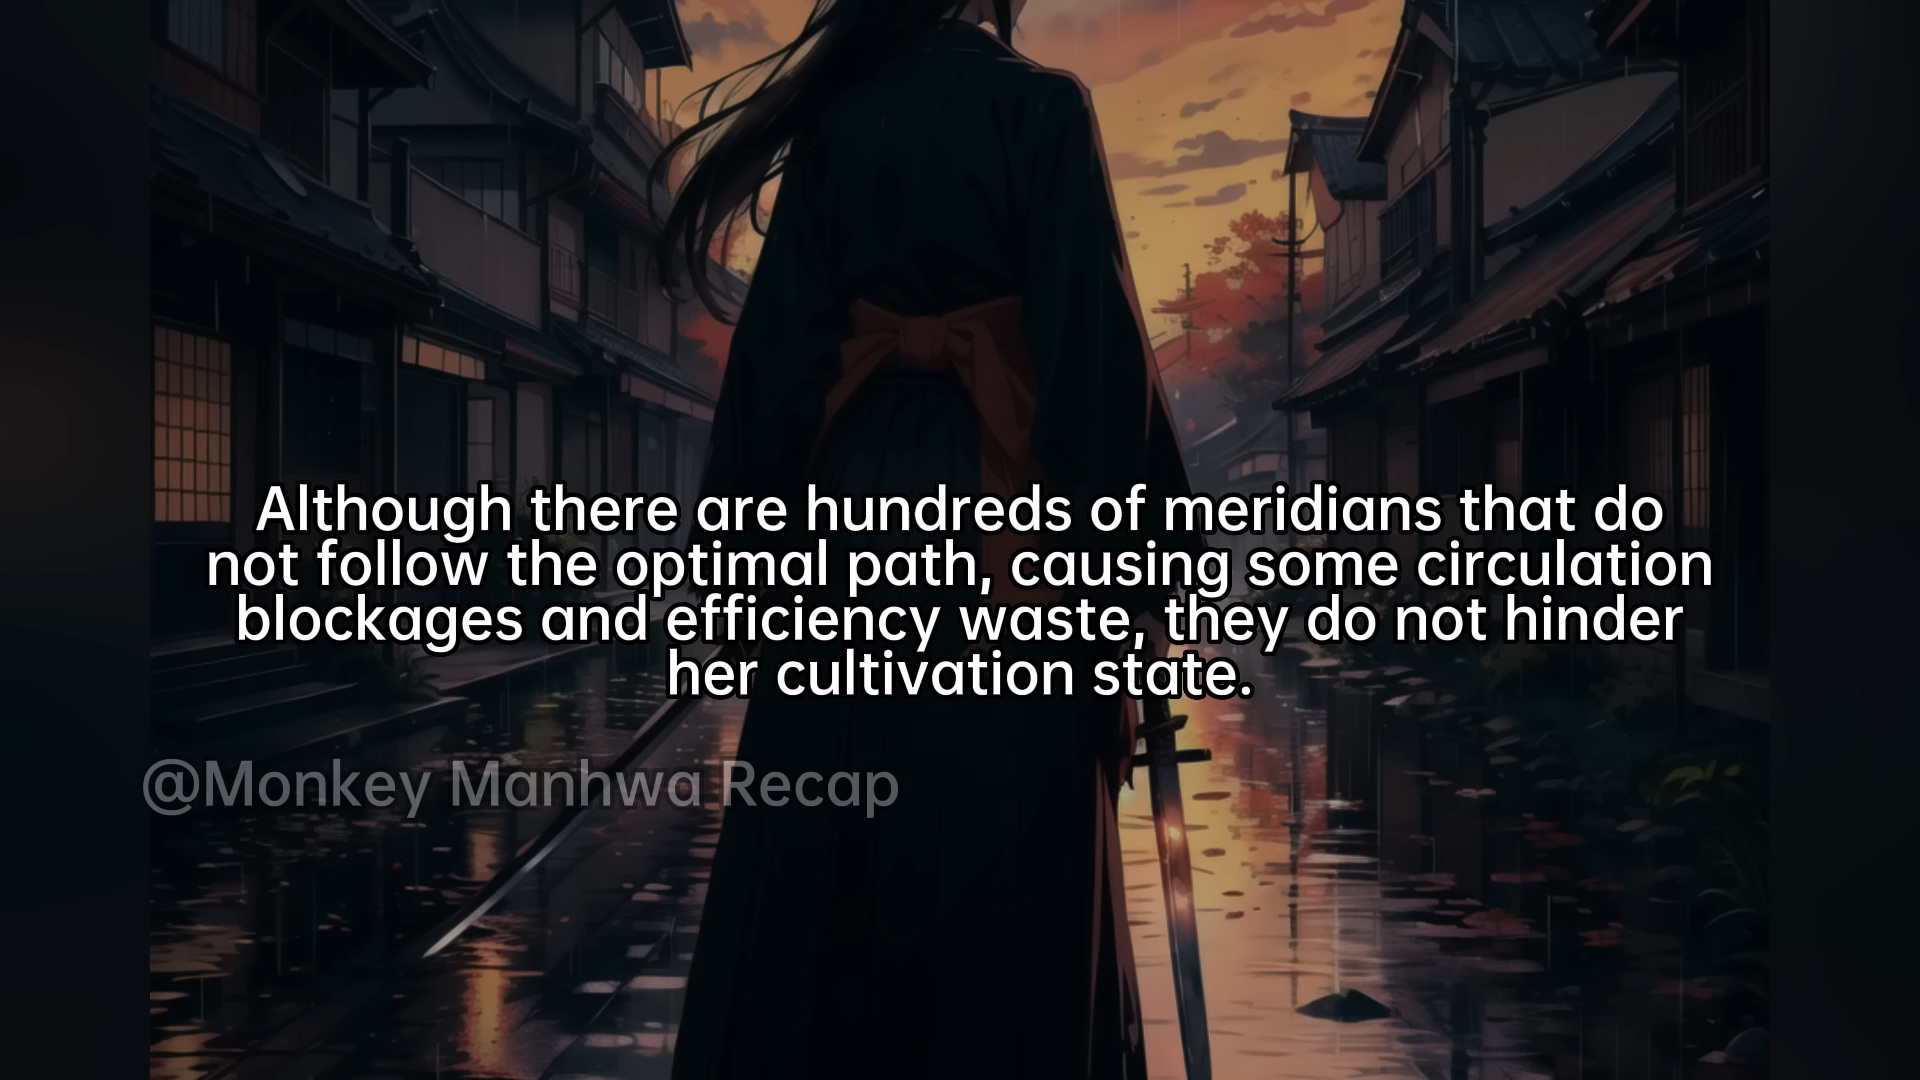 Although there are hundreds of meridians that do
not follow the optimal path, causing some circulation
blockages and efficiency waste, they do not hinder
her cultivation state.
@Monkey Manhwa Recap